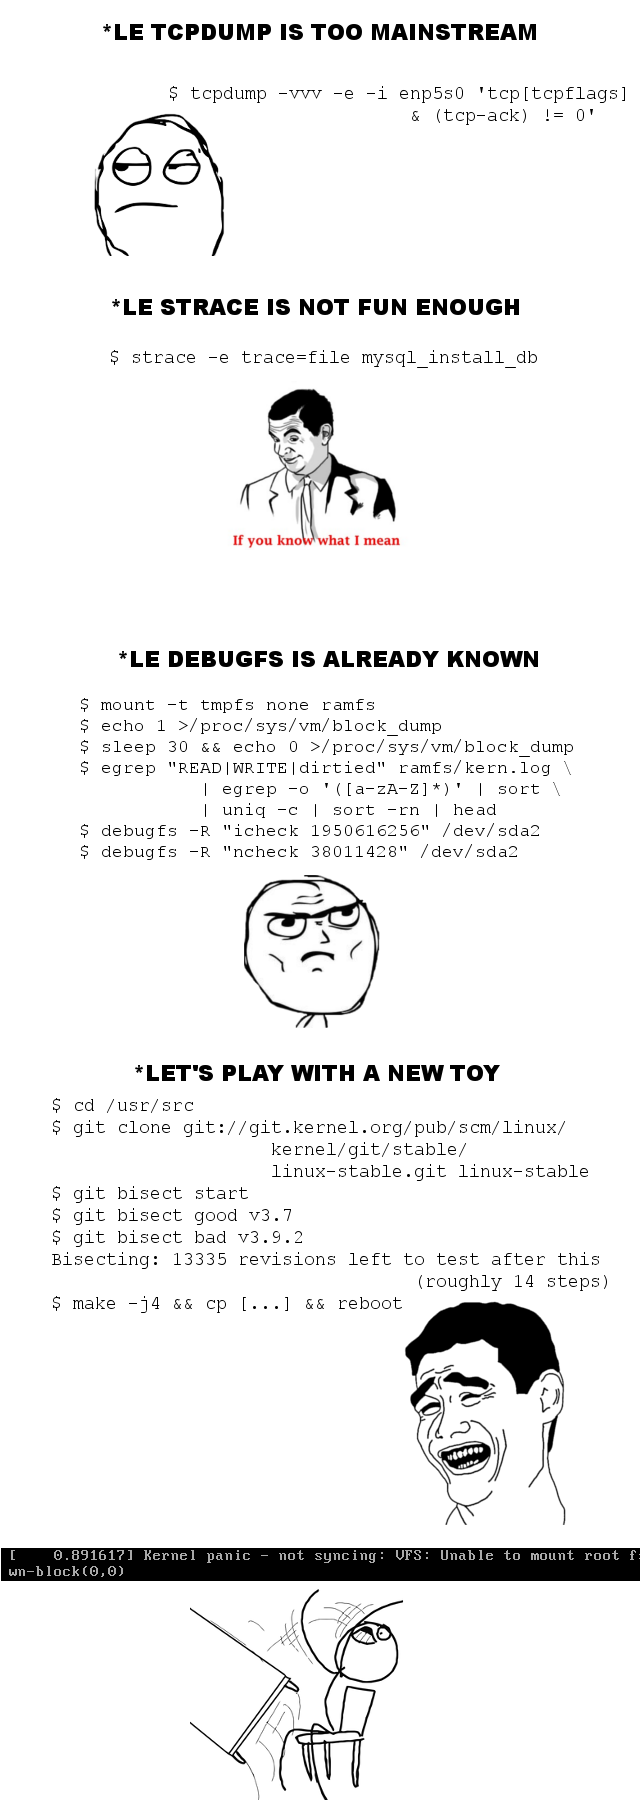 *LE TCPDUMP IS TOO MAINSTREAM
$ tcpdump -vvv -e -i enp5s0 'tcp[tcpflags]
& (tcp-ack) != 0'
*LE STRACE IS NOT FUN ENOUGH
$ strace -e trace=file mysql_install_db
If you know what I mean
*LE DEBUGFS IS ALREADY KNOWN
$ mount -t tmpfs none ramfs
$ echo 1 >/proc/sys/vm/block_dump
$ sleep 30 && echo 0 >/proc/sys/vm/block_dump
$ egrep "READ|WRITE|dirtied" ramfs/kern.log \
| egrep -o '([a-zA-Z]*)' | sort \
| uniq -c | sort -rn | head
$ debugfs -R "icheck 1950616256" /dev/sda2
$ debugfs -R "ncheck 38011428" /dev/sda2
*LET'S PLAY WITH A NEW TOY
$ cd /usr/src
$ git clone git://git.kernel.org/pub/scm/linux/
kernel/git/stable/
linux-stable.git linux-stable
$ git bisect start
$ git bisect good v3.7
$ git bisect bad v3.9.2
Bisecting: 13335 revisions left to test after this
(roughly 14 steps)
$ make -j4 && cp [...] && reboot
[    0.891617] Kernel panic - not syncing: VFS: Unable to mount root f
wn-block(0,0)